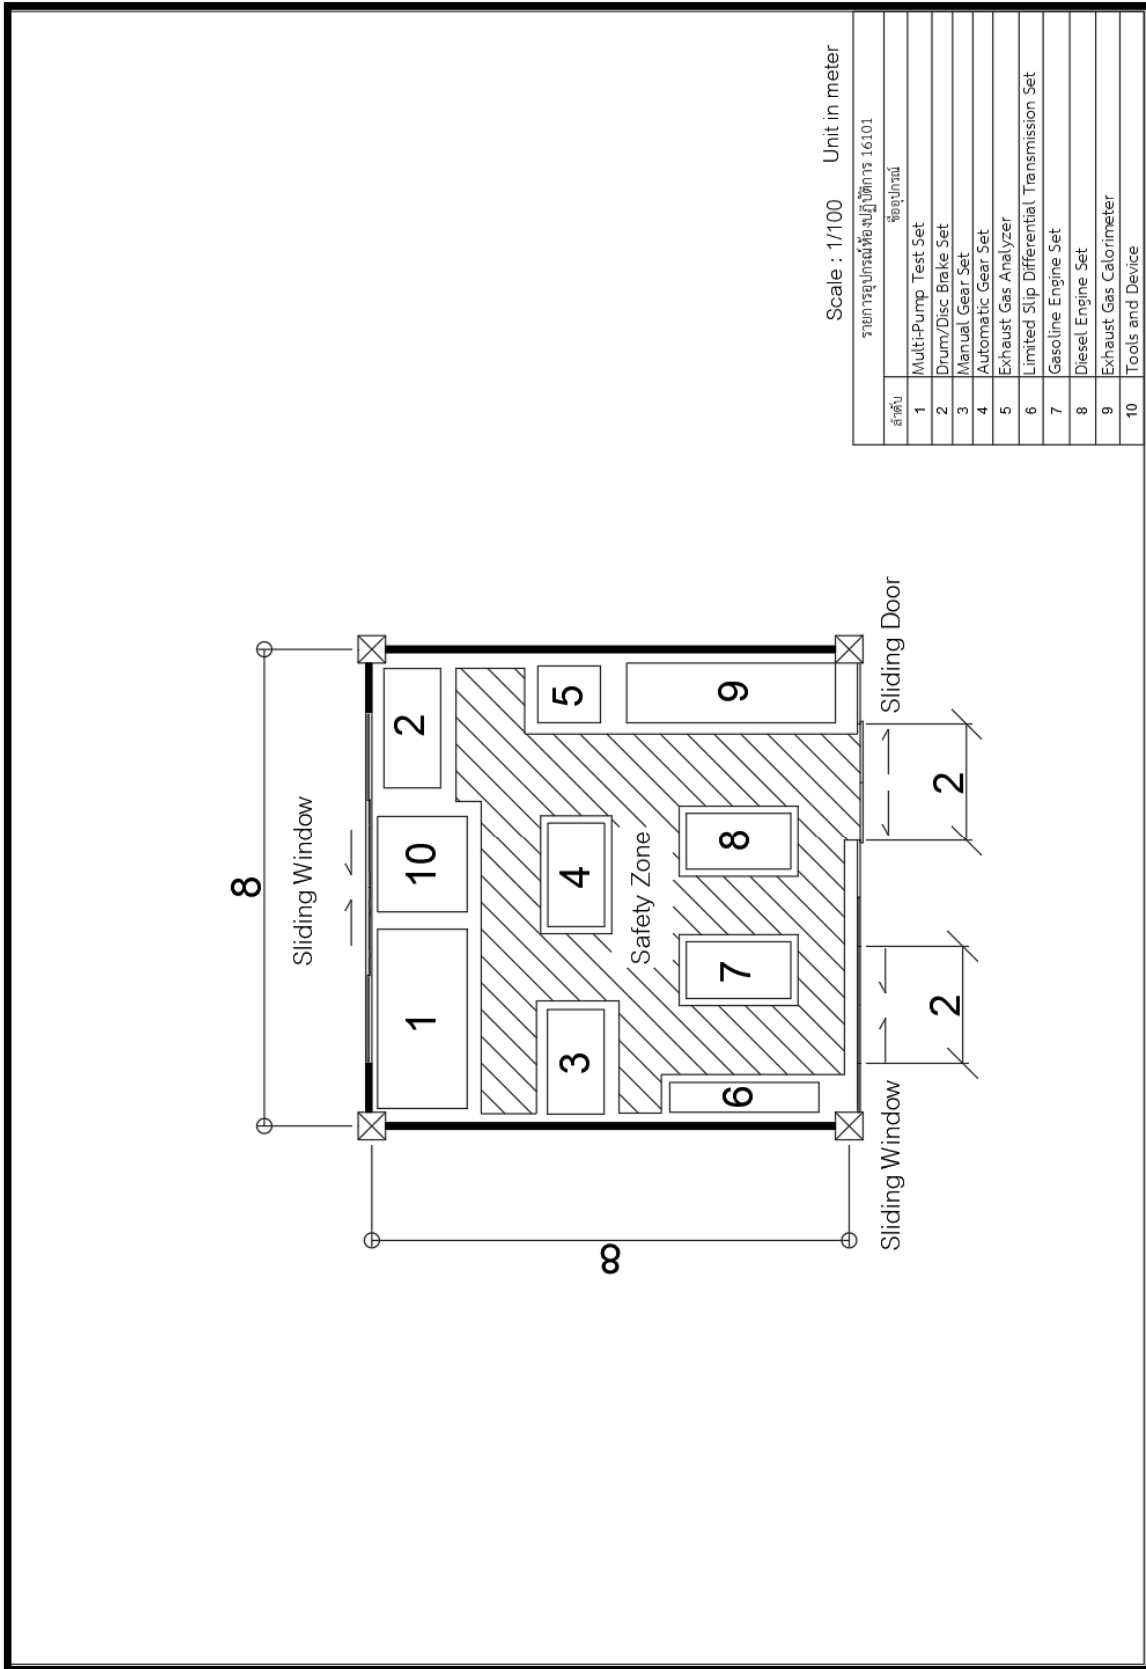 8
Sliding Window
1
10
2
3
4
5
Safety Zone
6
7
8
9
8
Sliding Window
Sliding Door
2
2
Scale : 1/100 Unit in meter
รายการอุปกรณ์ห้องปฏิบัติการ 16101
ลำดับ ชื่ออุปกรณ์
1 Multi-Pump Test Set
2 Drum/Disc Brake Set
3 Manual Gear Set
4 Automatic Gear Set
5 Exhaust Gas Analyzer
6 Limited Slip Differential Transmission Set
7 Gasoline Engine Set
8 Diesel Engine Set
9 Exhaust Gas Calorimeter
10 Tools and Device